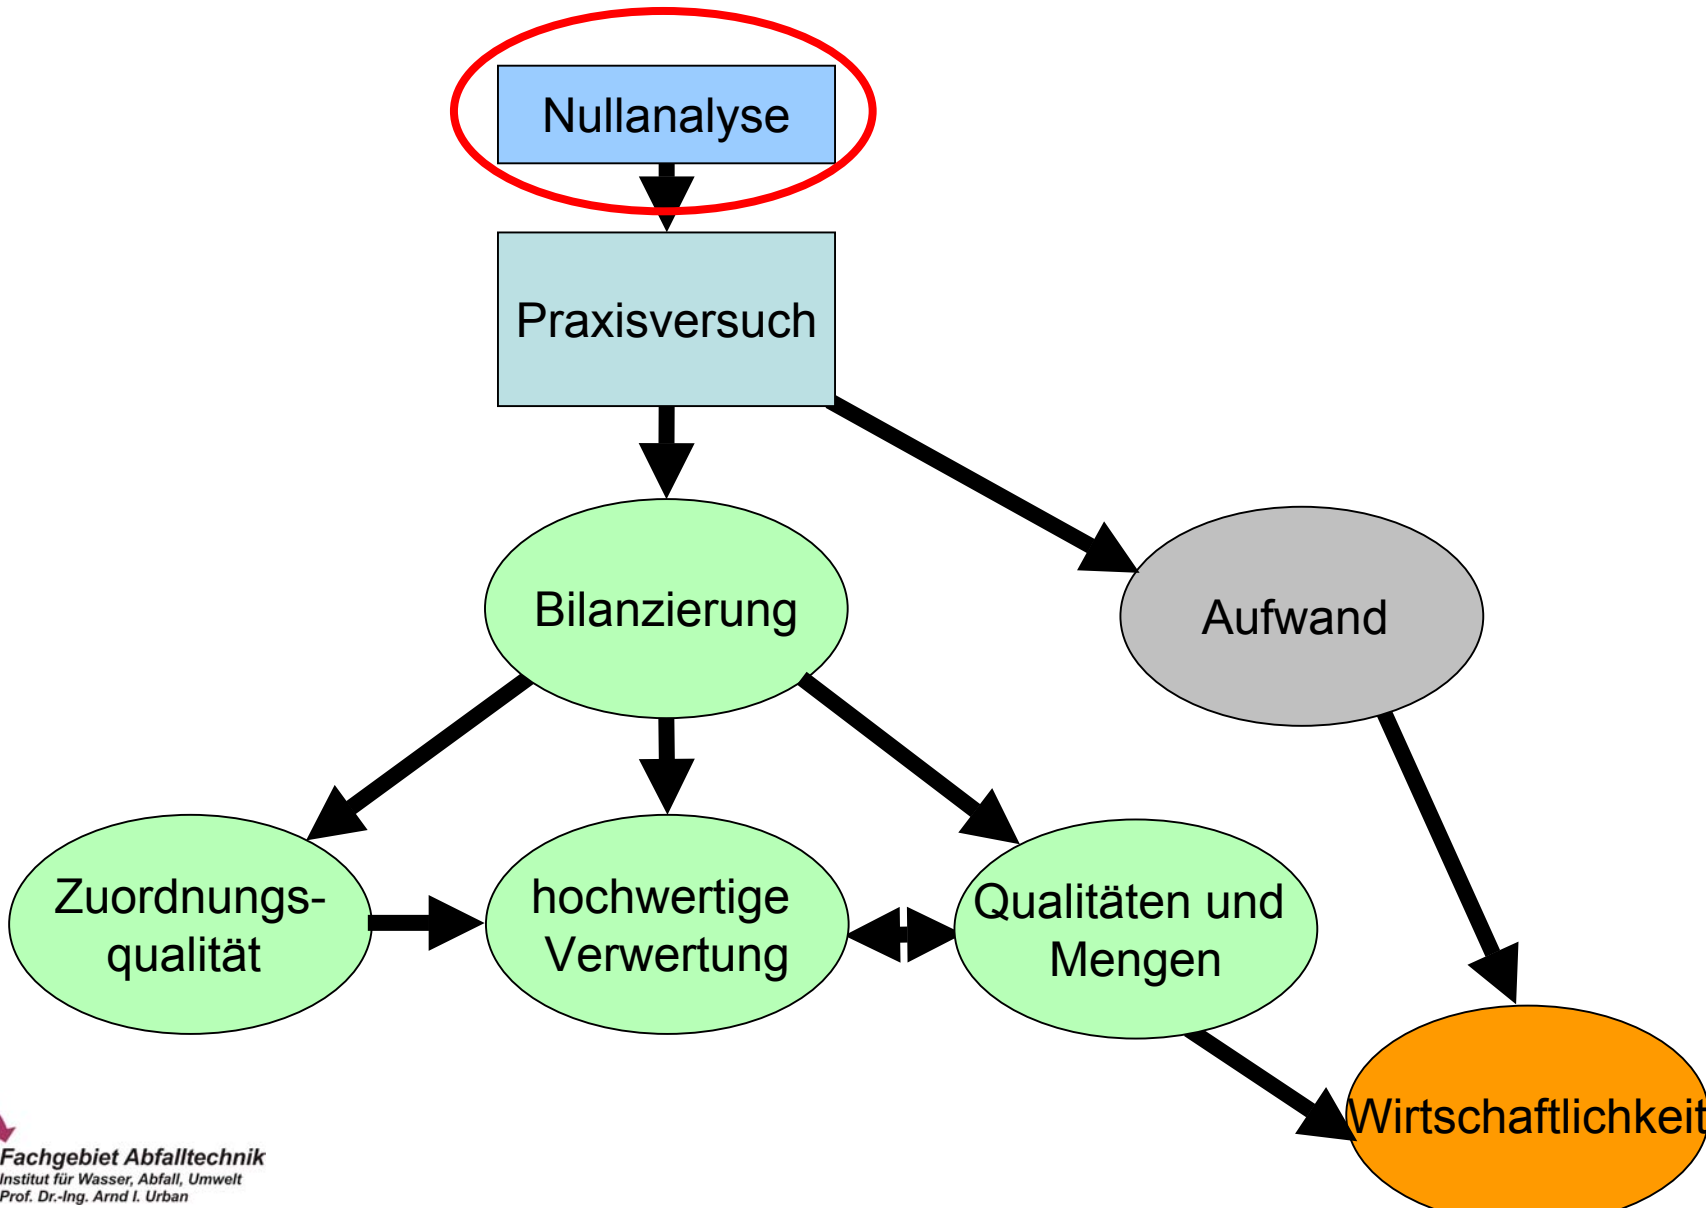 Nullanalyse
Praxisversuch
Bilanzierung
Aufwand
Zuordnungs-
qualität
hochwertige
Verwertung
Qualitäten und
Mengen
Wirtschaftlichkeit
Fachgebiet Abfalltechnik
Institut für Wasser, Abfall, Umwelt
Prof. Dr.-Ing. Arnd I. Urban